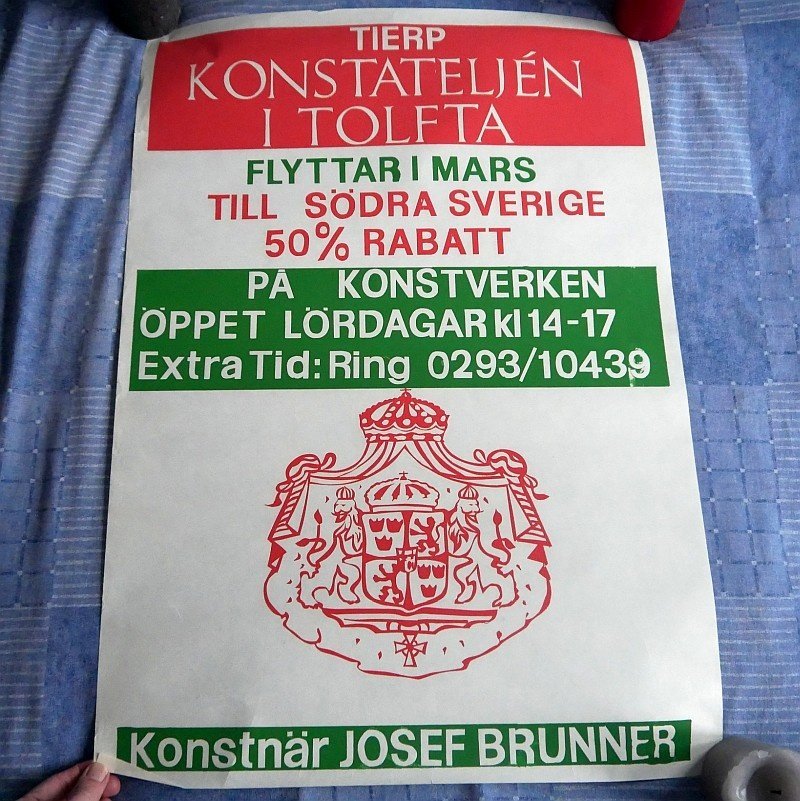 TIERP
KONSTATELJÉN
I TOLFTA
FLYTTAR I MARS
TILL SÖDRA SVERIGE
50% RABATT
PÅ KONSTVERKEN
ÖPPET LÖRDAGAR kl 14-17
Extra Tid: Ring 0293/10439
Konstnär JOSEF BRUNNER